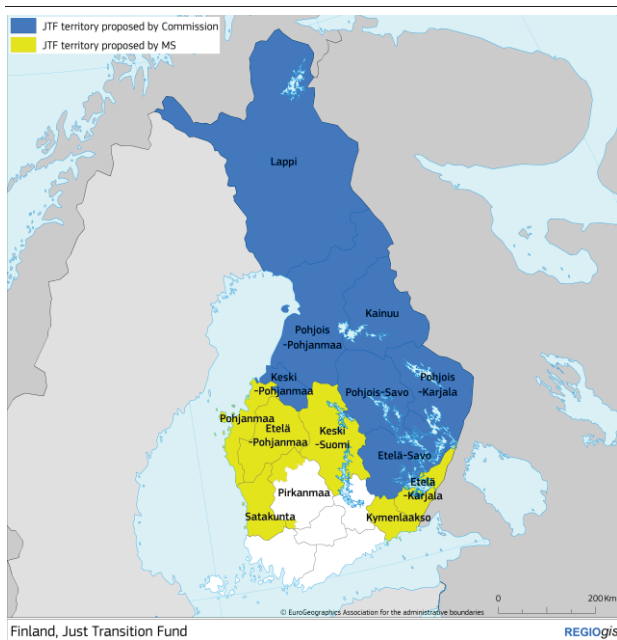 JTF territory proposed by Commission
JTF territory proposed by MS
Lappi
Kainuu
Pohjois
-Pohjanmaa
Keski
-Pohjanmaa
Pohjois-Savo
Pohjois
-Karjala
Pohjanmaa
Etelä
-Pohjanmaa
Keski
-Suomi
Etelä-Savo
Etelä
-Karjala
Pirkanmaa
Satakunta
Kymenlaakso
0 200 Km
© EuroGeographics Association for the administrative boundaries
Finland, Just Transition Fund
REGIOgis